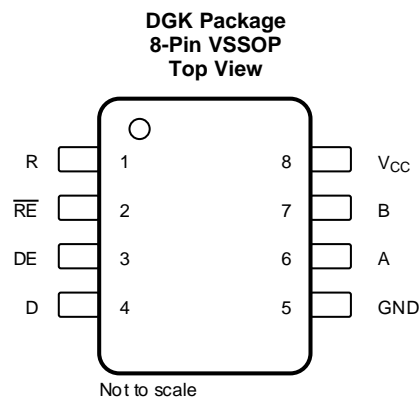 DGK Package
8-Pin VSSOP
Top View
R 1 8 VCC
RE 2 7 B
DE 3 6 A
D 4 5 GND
Not to scale